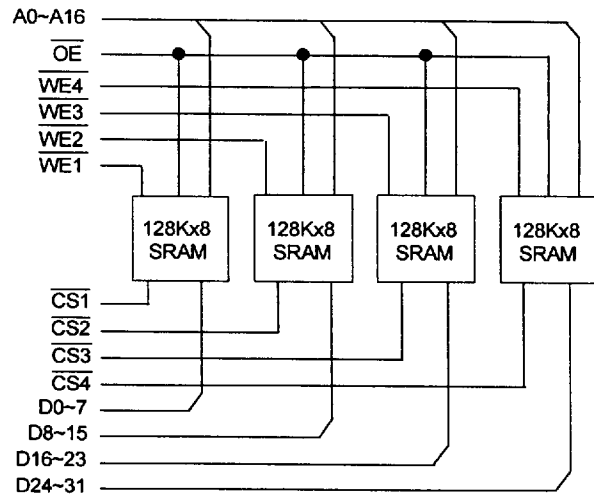 A0~A16
OE
WE4
WE3
WE2
WE1
128Kx8
SRAM
128Kx8
SRAM
128Kx8
SRAM
128Kx8
SRAM
CS1
CS2
CS3
CS4
D0~7
D8~15
D16~23
D24~31